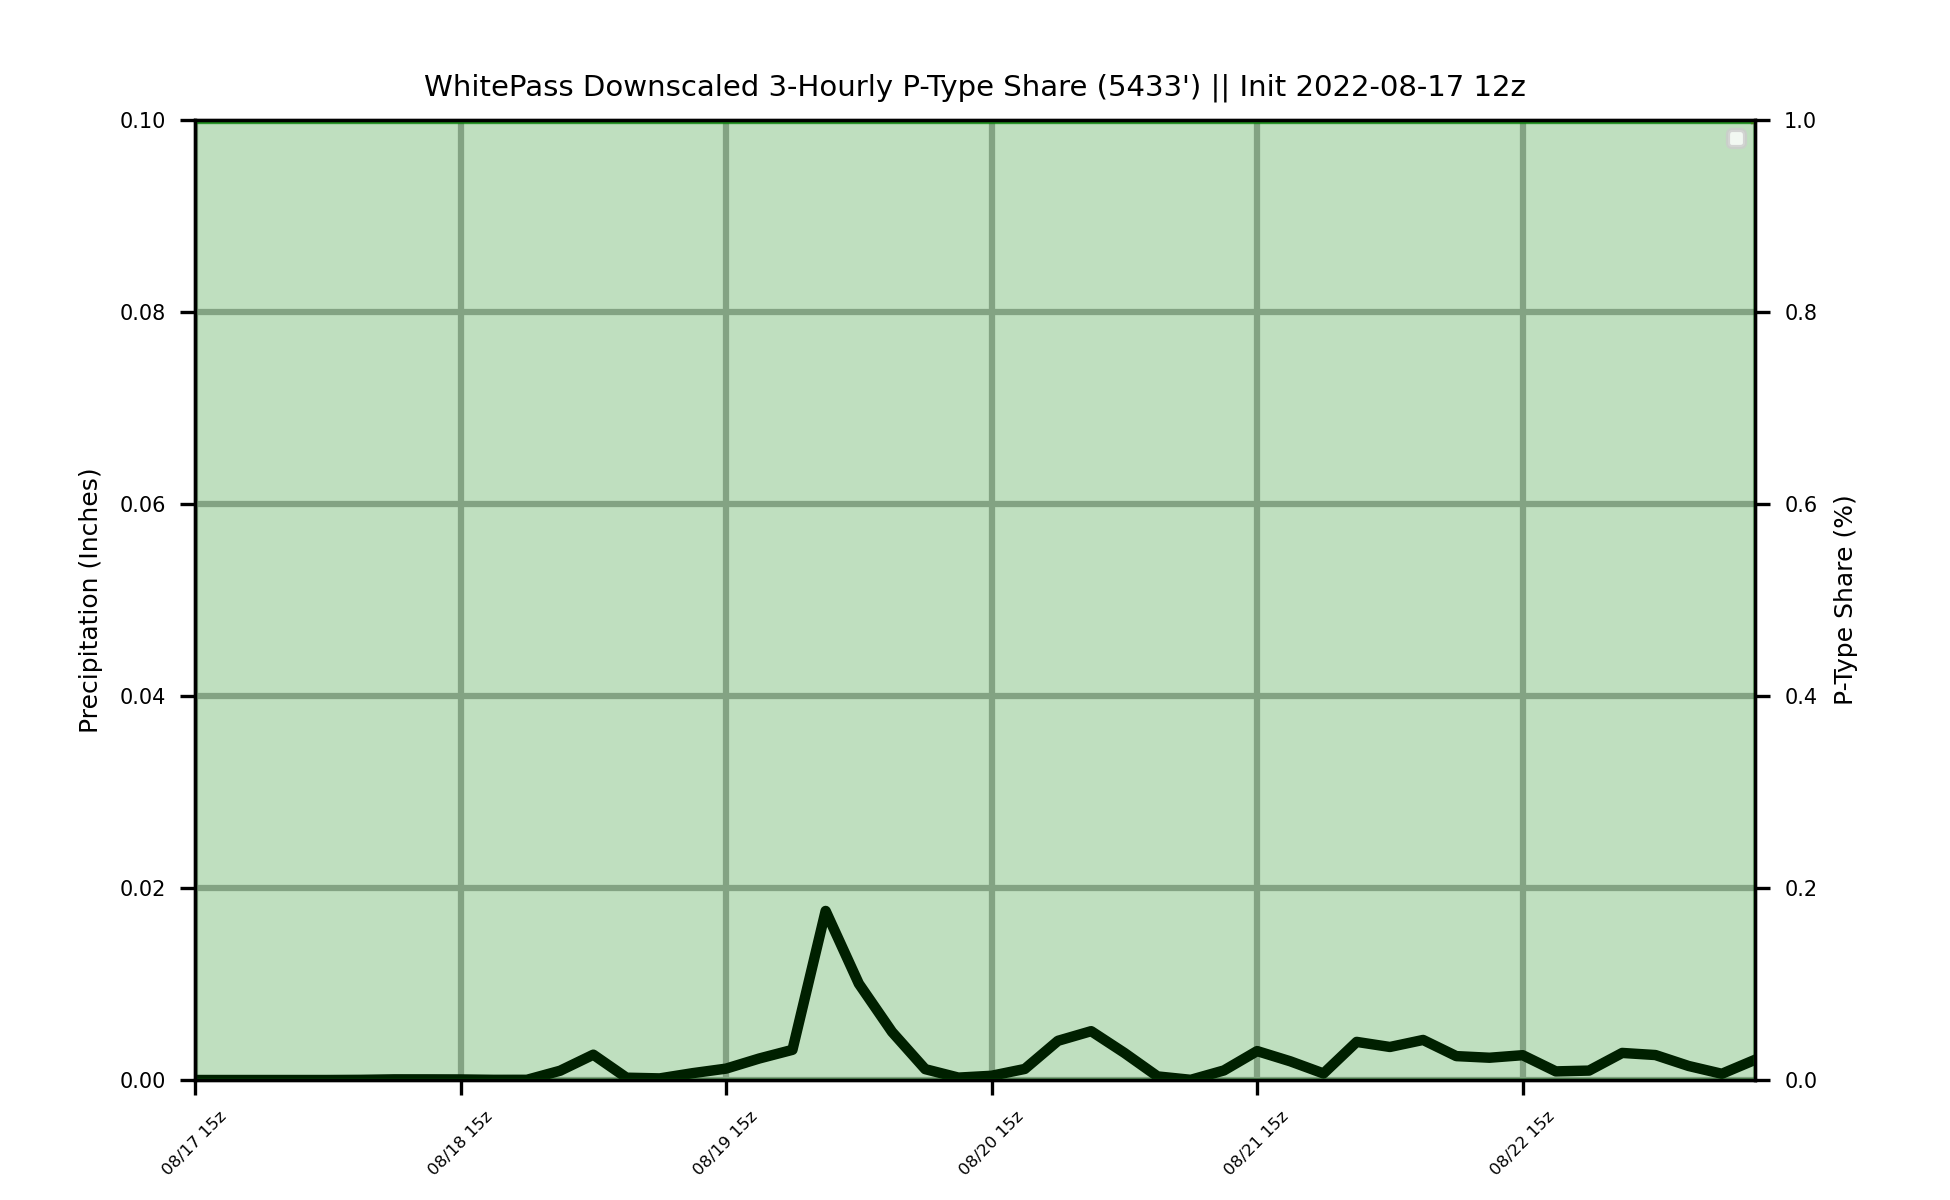 WhitePass Downscaled 3-Hourly P-Type Share (5433') || Init 2022-08-17 12z
0.10
0.08
0.06
0.04
0.02
0.00
Precipitation (Inches)
1.0
0.8
0.6
0.4
0.2
0.0
P-Type Share (%)
08/17 15z
08/18 15z
08/19 15z
08/20 15z
08/21 15z
08/22 15z